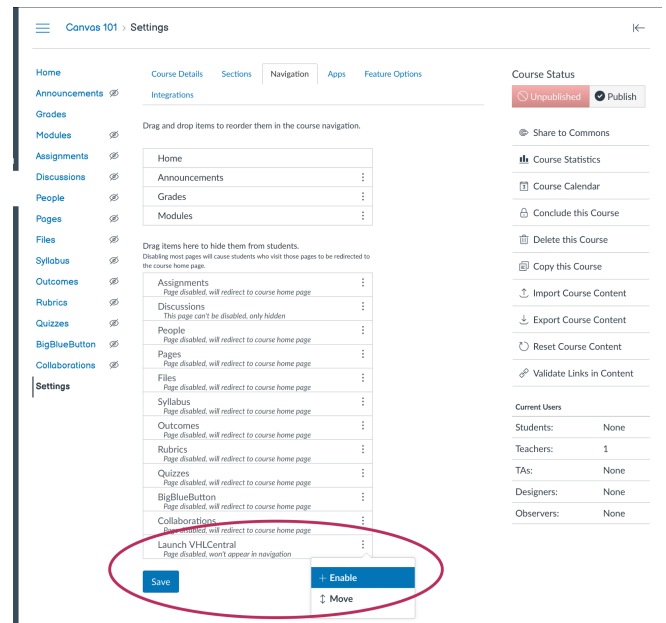 Canvas 101 > Settings
Home
Announcements
Grades
Modules
Assignments
Discussions
People
Pages
Files
Syllabus
Outcomes
Rubrics
Quizzes
BigBlueButton
Collaborations
Settings
Course Details Sections Navigation Apps Feature Options
Integrations
Drag and drop items to reorder them in the course navigation.
Home
Announcements
Grades
Modules
Drag items here to hide them from students.
Disabling most pages will cause students who visit those pages to be redirected to
the course home page.
Assignments
Page disabled, will redirect to course home page
Discussions
This page can't be disabled, only hidden
People
Page disabled, will redirect to course home page
Pages
Page disabled, will redirect to course home page
Files
Page disabled, will redirect to course home page
Syllabus
Page disabled, will redirect to course home page
Outcomes
Page disabled, will redirect to course home page
Rubrics
Page disabled, will redirect to course home page
Quizzes
Page disabled, will redirect to course home page
BigBlueButton
Page disabled, will redirect to course home page
Collaborations
Page disabled, will redirect to course home page
Launch VHLCentral
Page disabled, won't appear in navigation
+ Enable
Move
Save
Course Status
Unpublished Publish
Share to Commons
Course Statistics
Course Calendar
Conclude this Course
Delete this Course
Copy this Course
Import Course Content
Export Course Content
Reset Course Content
Validate Links in Content
Current Users
Students: None
Teachers: 1
TAs: None
Designers: None
Observers: None